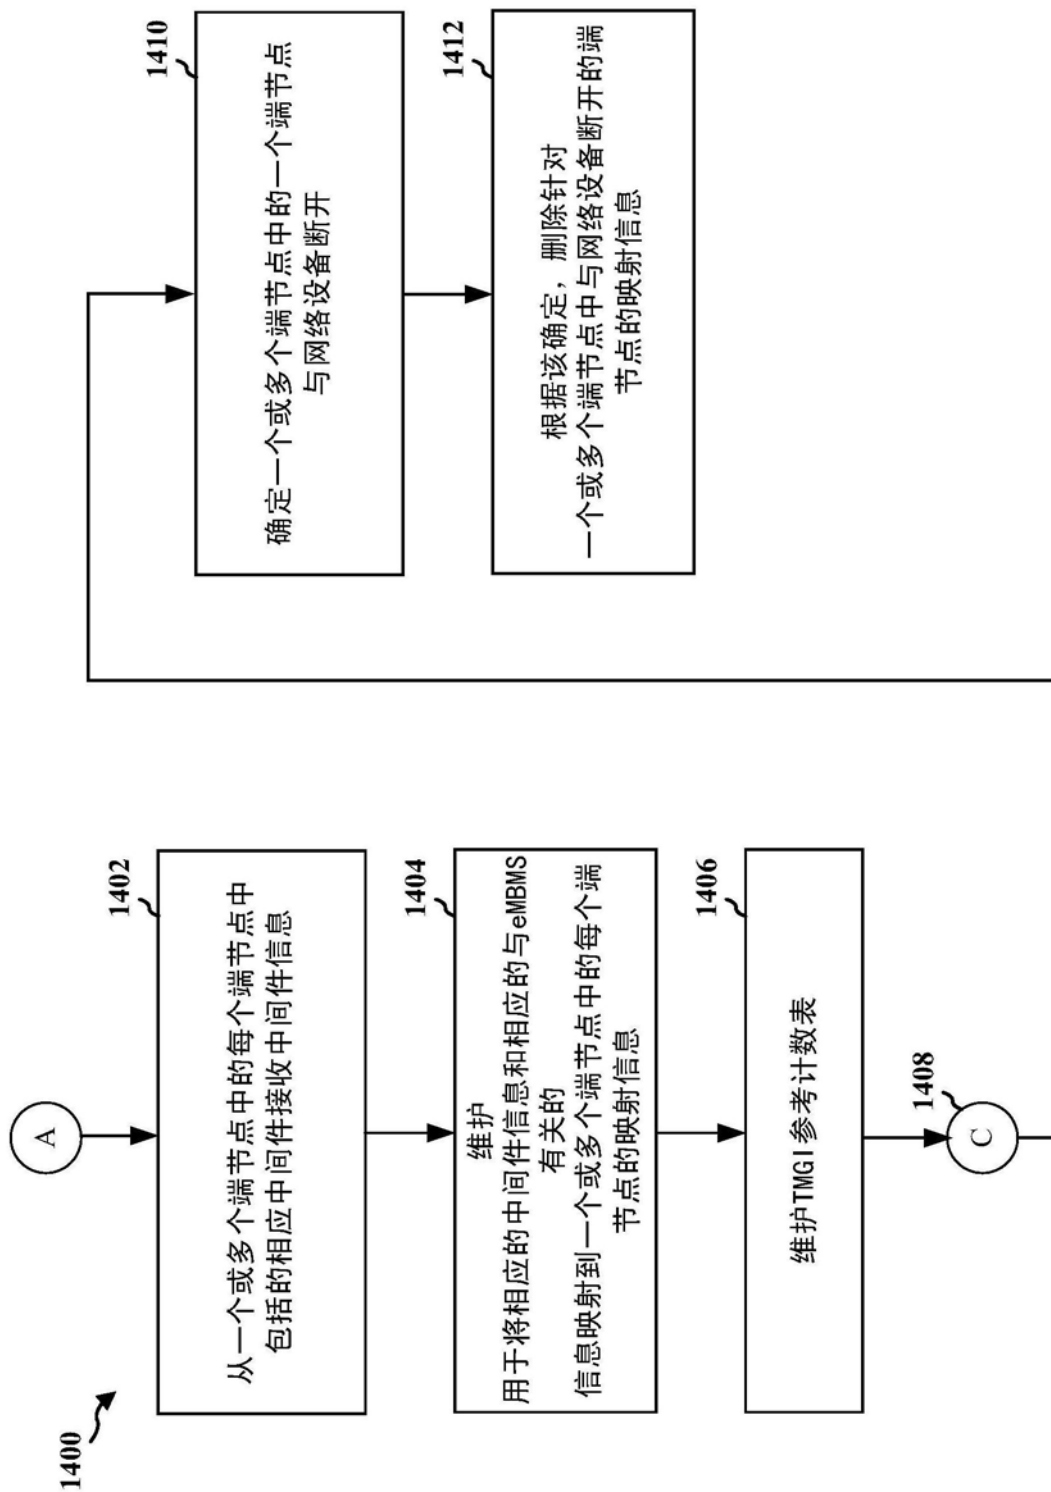 1400
A
1402
从一个或多个端节点中的每个端节点中
包括的相应中间件接收中间件信息
1404
维护
用于将相应的中间件信息和相应的与eMBMS
有关的
信息映射到一个或多个端节点中的每个端
节点的映射信息
1406
维护TMGI参考计数表
1408
C
1410
确定一个或多个端节点中的一个端节点
与网络设备断开
1412
根据该确定，删除针对
一个或多个端节点中与网络设备断开的端
节点的映射信息